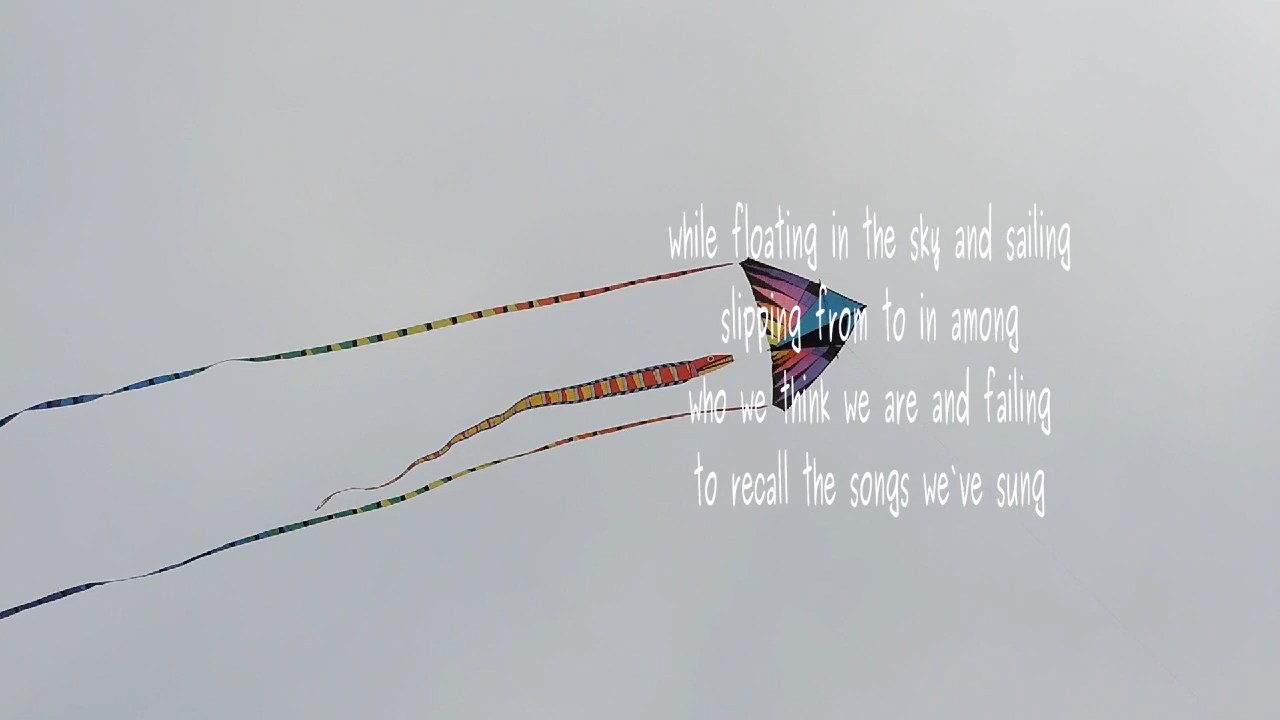 while floating in the sky and sailing
slipping from to in among
who we think we are and failing
to recall the songs we`ve sung